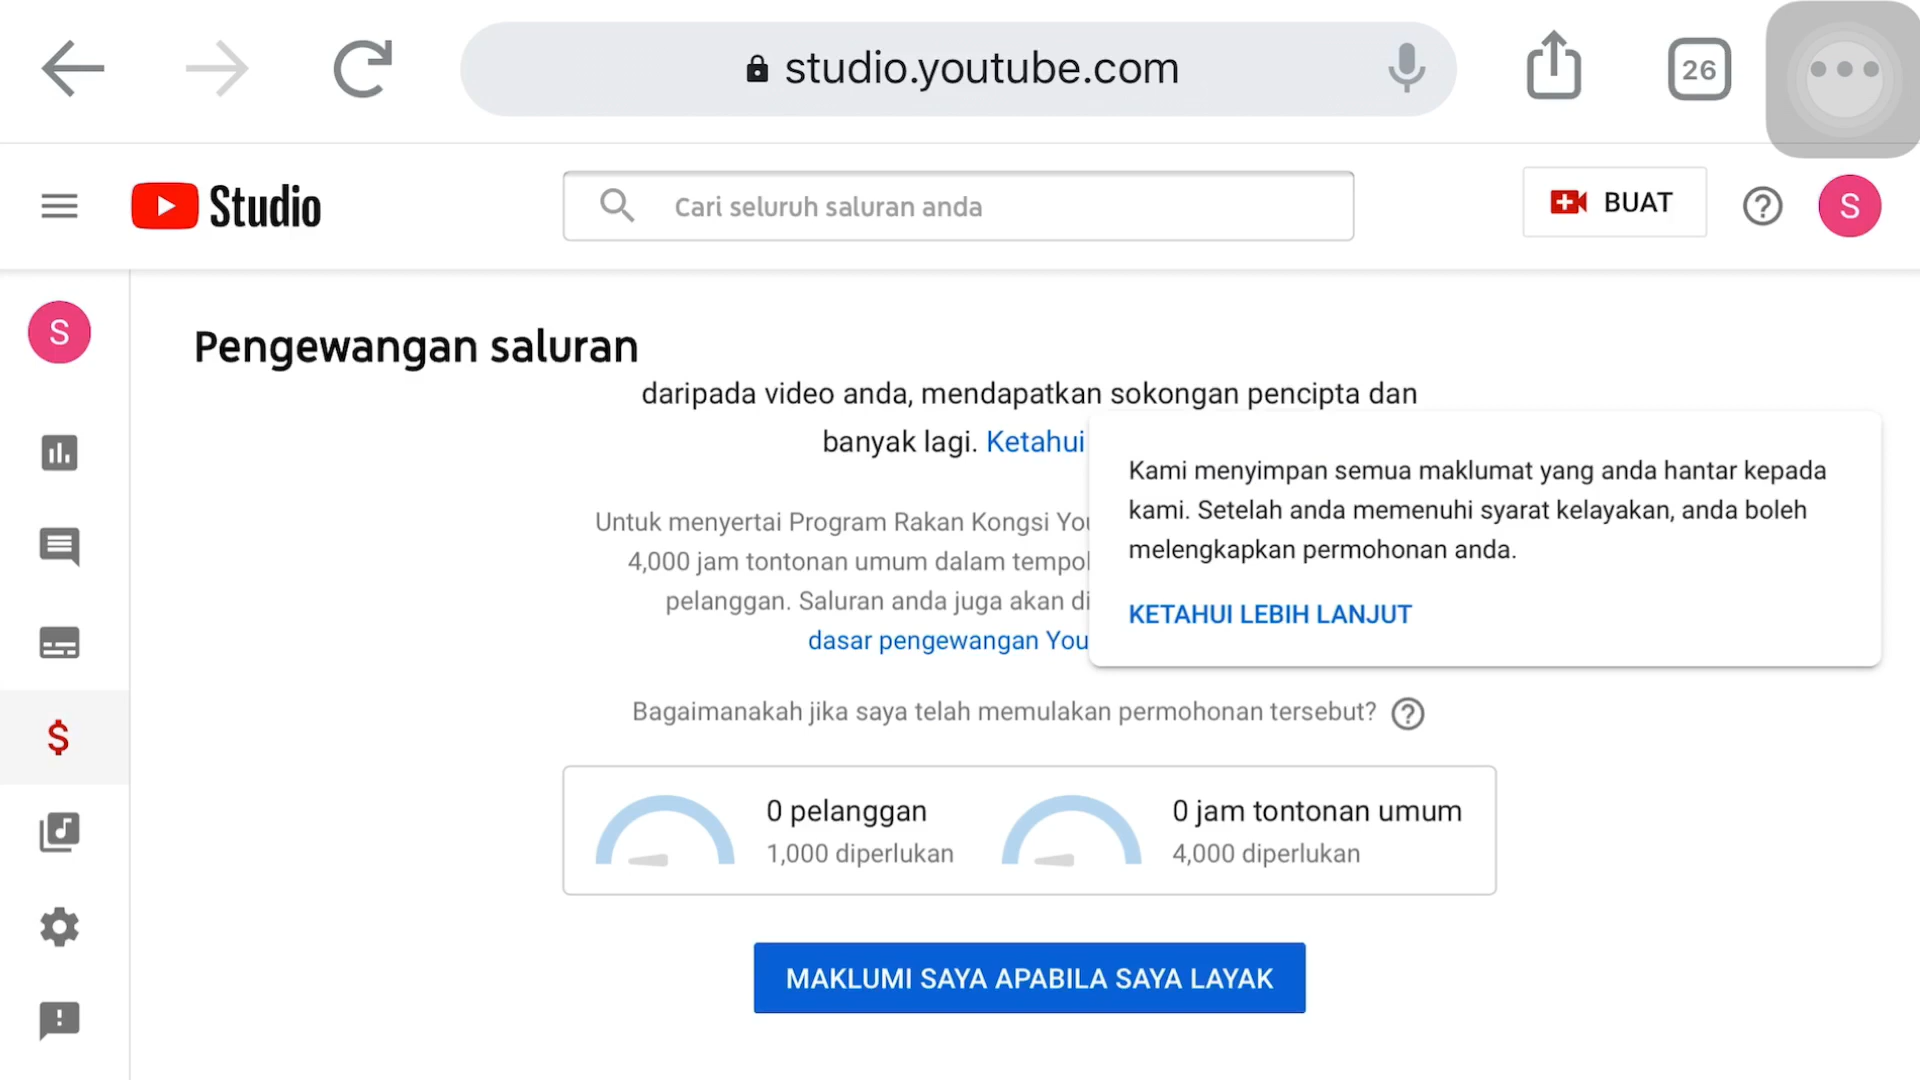 studio.youtube.com
26
Studio
Cari seluruh saluran anda
BUAT
S
S
Pengewangan saluran
daripada video anda, mendapatkan sokongan pencipta dan
banyak lagi. Ketahui
Kami menyimpan semua maklumat yang anda hantar kepada
kami. Setelah anda memenuhi syarat kelayakan, anda boleh
melengkapkan permohonan anda.
KETAHUI LEBIH LANJUT
Untuk menyertai Program Rakan Kongsi You
4,000 jam tontonan umum dalam tempoh
pelanggan. Saluran anda juga akan di
dasar pengewangan You
Bagaimanakah jika saya telah memulakan permohonan tersebut?
0 pelanggan
1,000 diperlukan
0 jam tontonan umum
4,000 diperlukan
MAKLUMI SAYA APABILA SAYA LAYAK